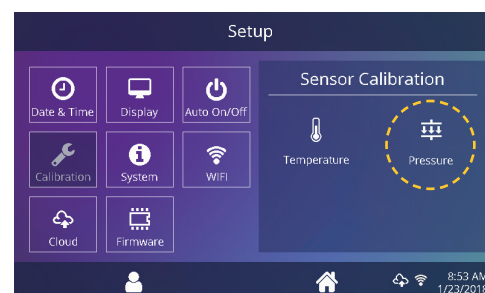 Setup
Date & Time
Display
Auto On/Off
Calibration
System
WIFI
Cloud
Firmware
Sensor Calibration
Temperature
Pressure
8:53 AM
1/23/2018